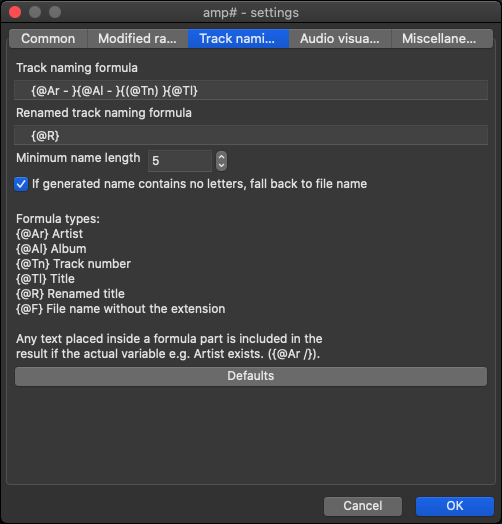 amp# - settings
Common Modified ra... Track nami... Audio visua... Miscellane...
Track naming formula
{@Ar - }{@Al - }{(@Tn) }{@Tl}
Renamed track naming formula
{@R}
Minimum name length 5
If generated name contains no letters, fall back to file name
Formula types:
{@Ar} Artist
{@Al} Album
{@Tn} Track number
{@Tl} Title
{@R} Renamed title
{@F} File name without the extension
Any text placed inside a formula part is included in the
result if the actual variable e.g. Artist exists. ({@Ar /}).
Defaults
Cancel OK